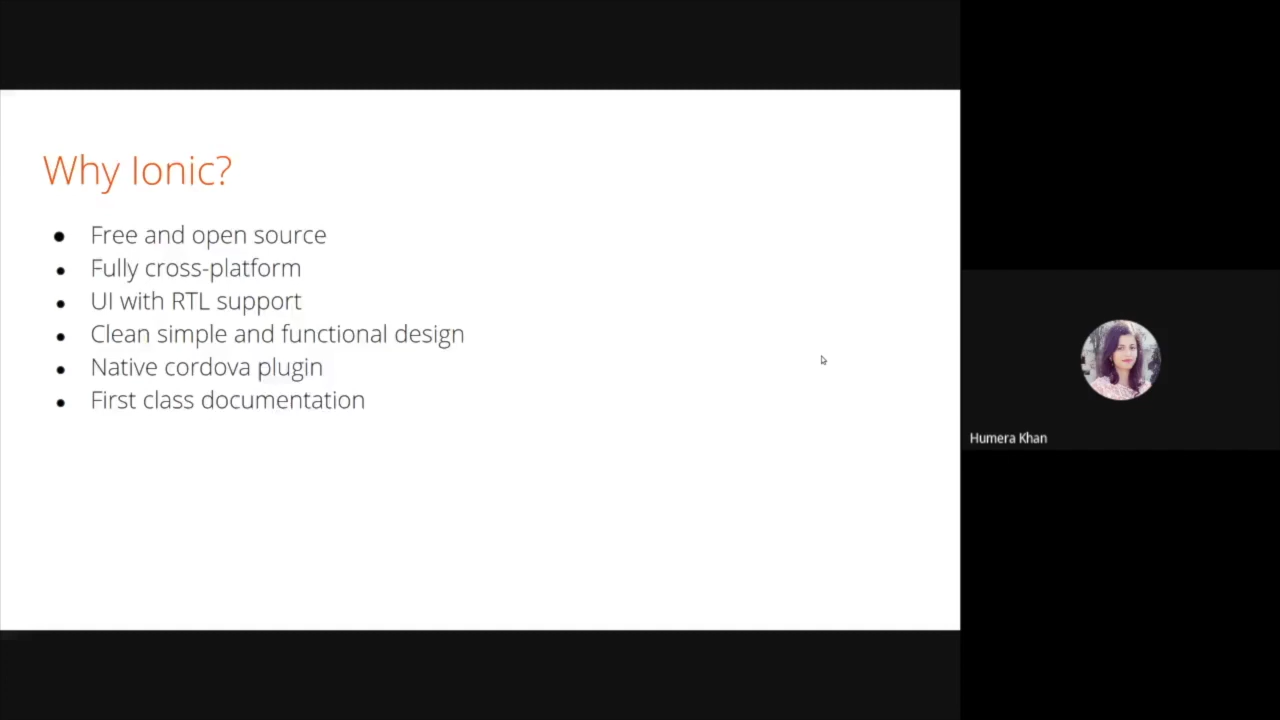 Why Ionic?
● Free and open source
● Fully cross-platform
● UI with RTL support
● Clean simple and functional design
● Native cordova plugin
● First class documentation
Humera Khan